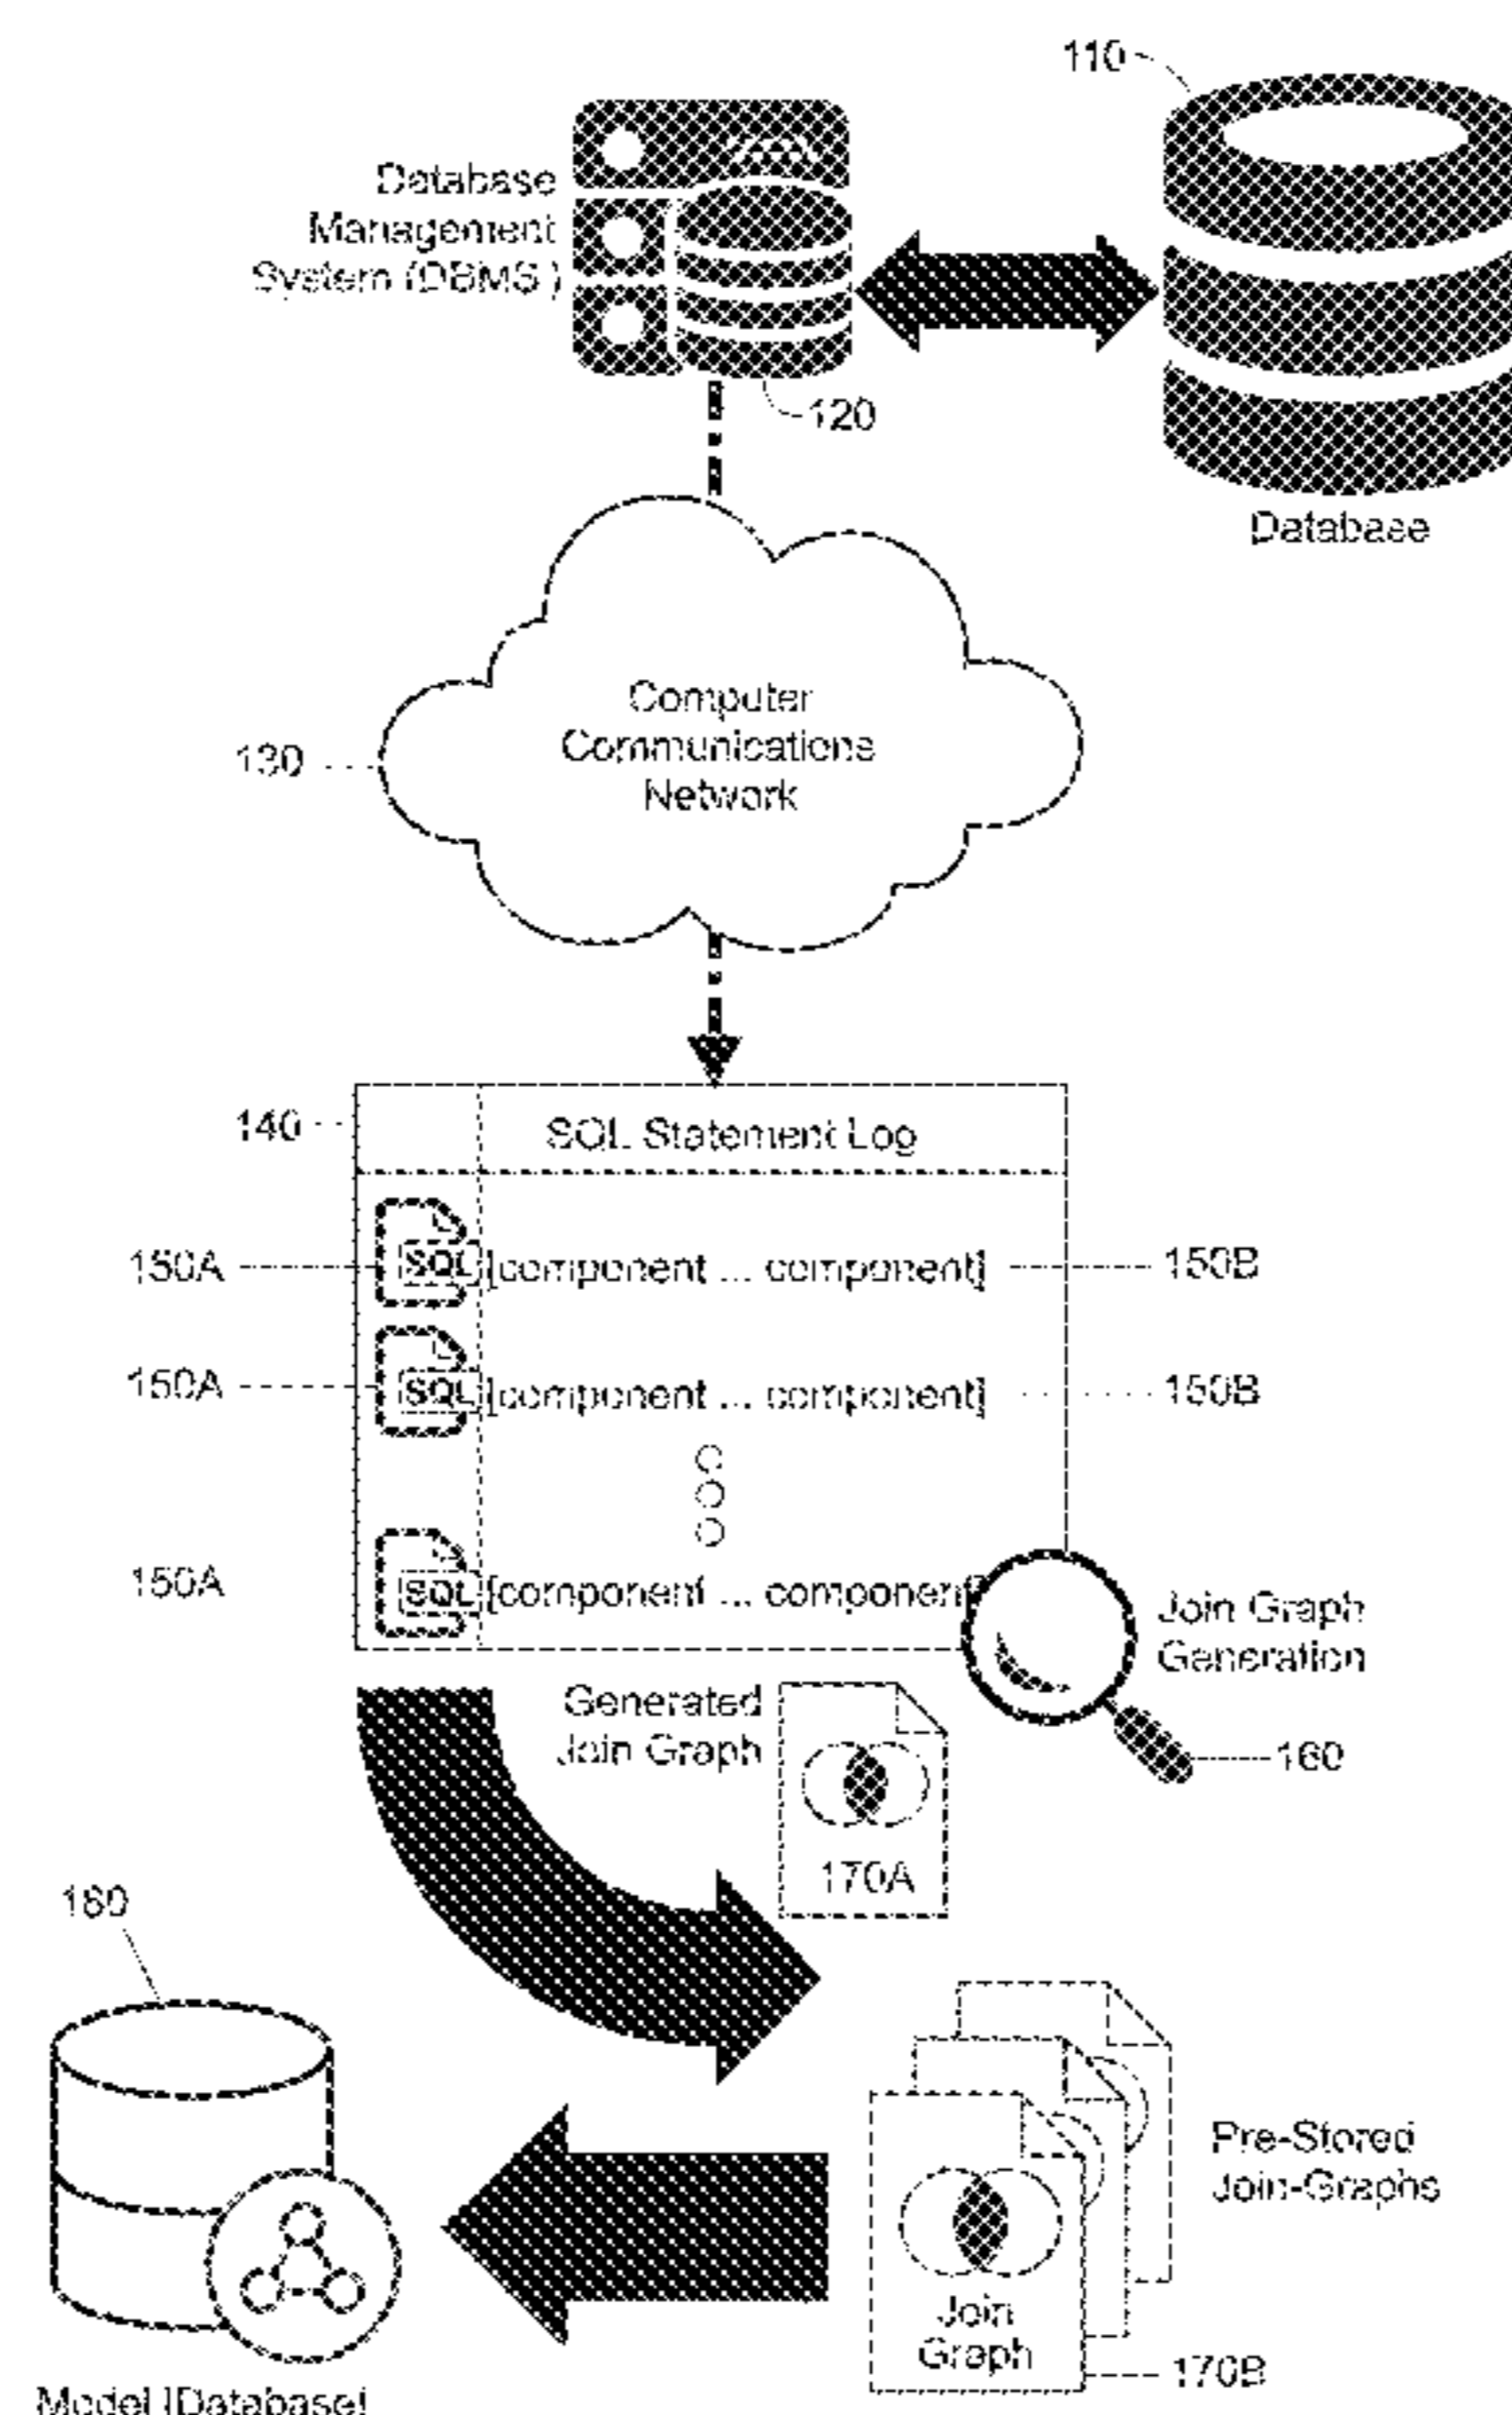 110
Database
Management
System (DBMS)
120
Database
Computer
Communications
Network
130
140
SQL Statement Log
150A
SQL
[component ... component]
150B
150A
SQL
[component ... component]
150B
150A
SQL
[component ... component]
Join Graph
Generation
160
Generated
Join Graph
170A
180
Pre-Stored
Join-Graphs
Join
Graph
170B
Model [Database]